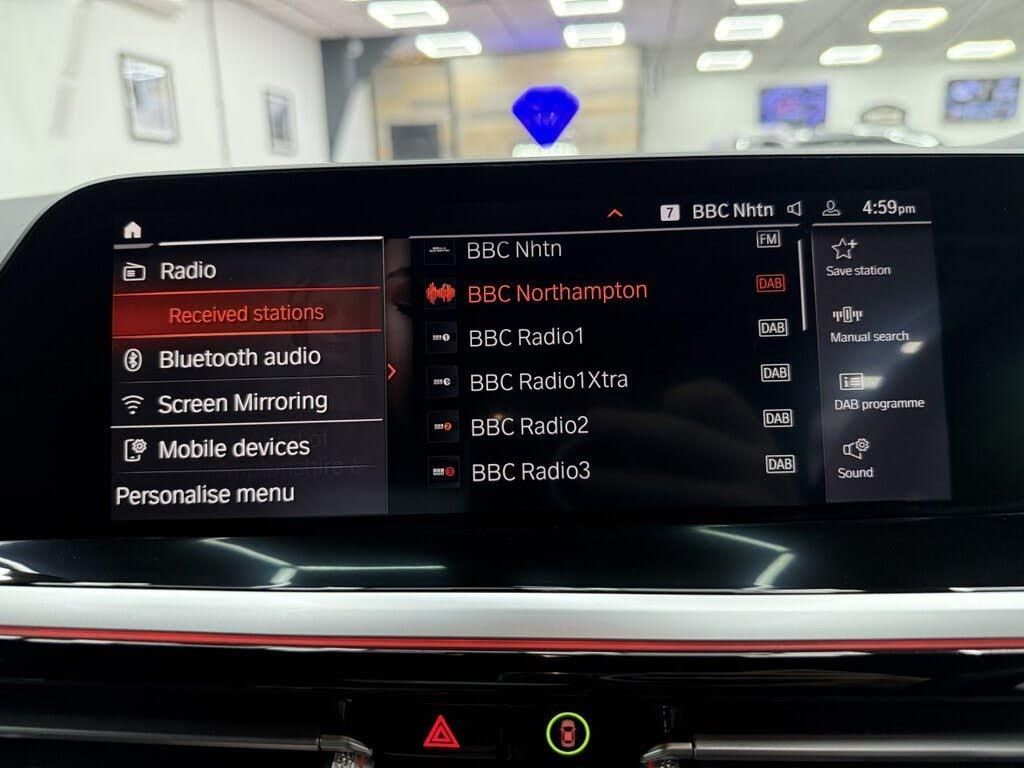 7 BBC Nhtn 4:59pm
Radio
Received stations
Bluetooth audio
Screen Mirroring
Mobile devices
Personalise menu
BBC Nhtn FM
BBC Northampton DAB
BBC Radio1 DAB
BBC Radio1Xtra DAB
BBC Radio2 DAB
BBC Radio3 DAB
Save station
Manual search
DAB programme
Sound